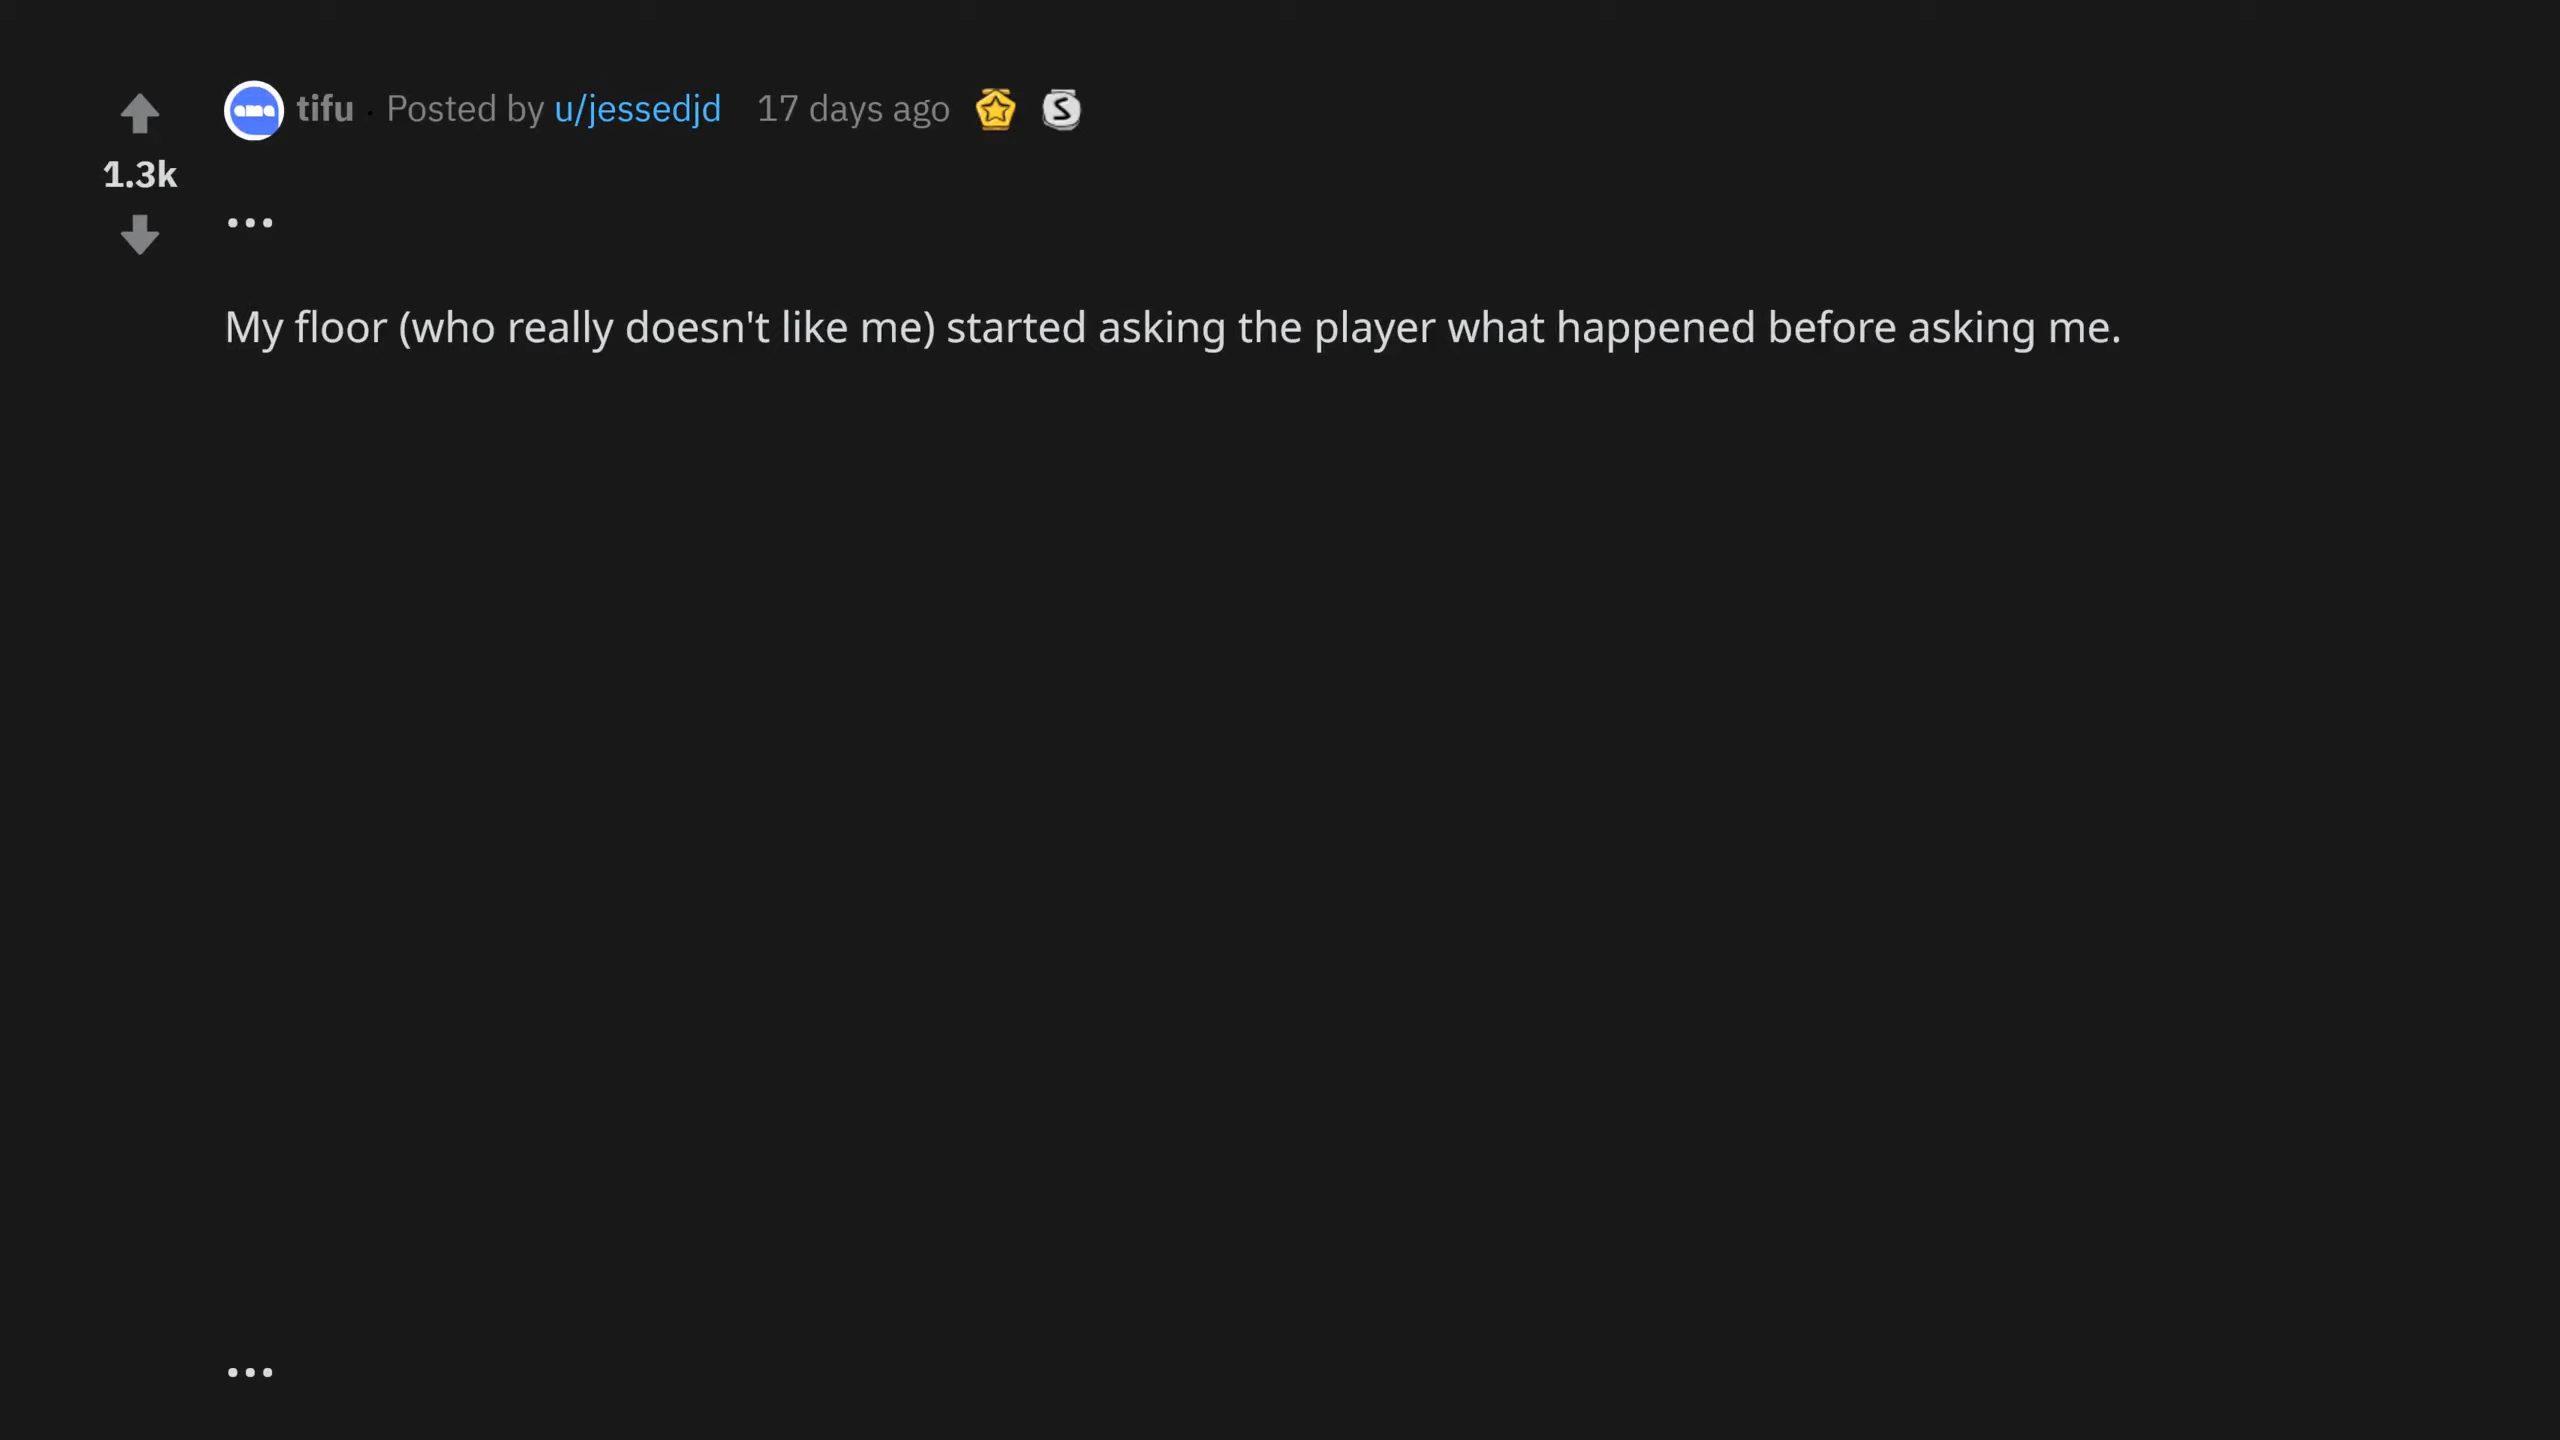 tifu · Posted by u/jessedjd 17 days ago
1.3k
...
My floor (who really doesn't like me) started asking the player what happened before asking me.
...